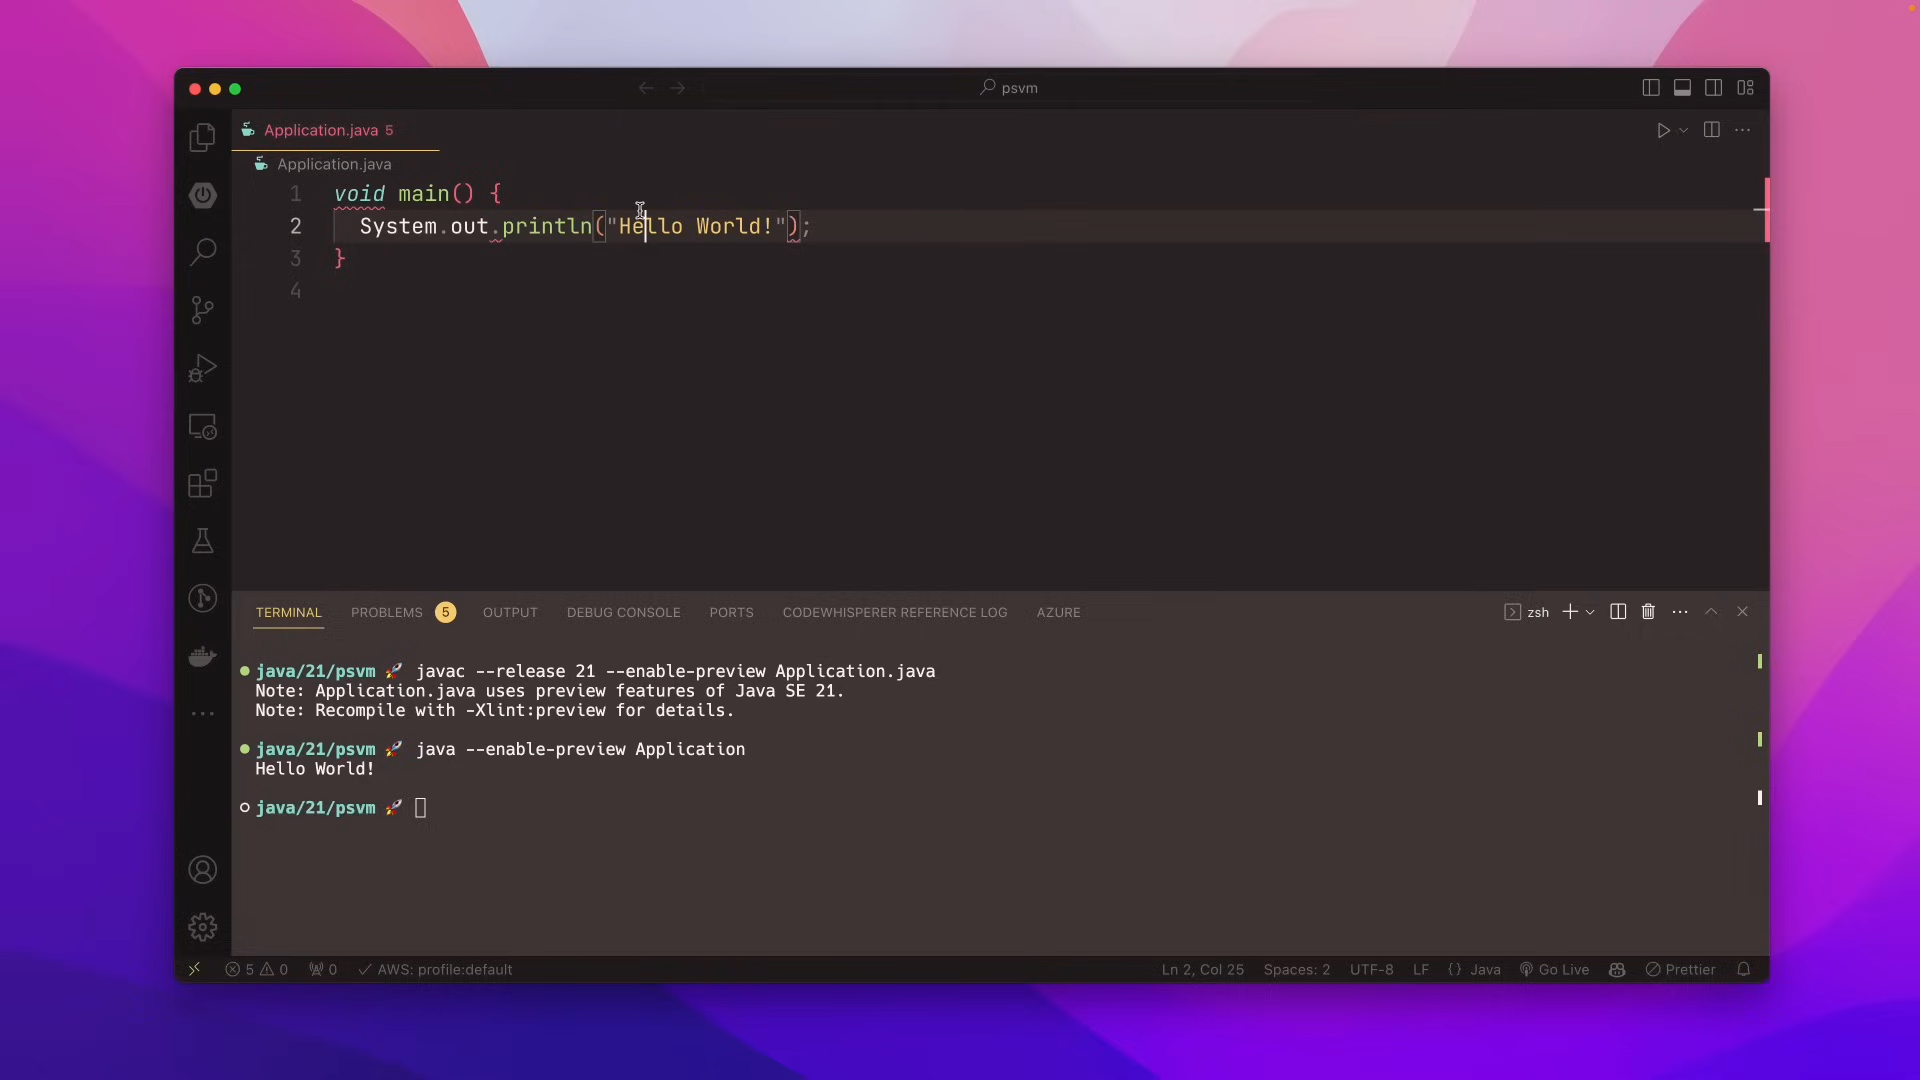 psvm
Application.java 5
Application.java
1 void main() {
2 System.out.println("Hello World!");
3 }
4
TERMINAL PROBLEMS 5 OUTPUT DEBUG CONSOLE PORTS CODEWHISPERER REFERENCE LOG AZURE zsh
java/21/psvm 🚀 javac --release 21 --enable-preview Application.java
Note: Application.java uses preview features of Java SE 21.
Note: Recompile with -Xlint:preview for details.
java/21/psvm 🚀 java --enable-preview Application
Hello World!
java/21/psvm 🚀
5 0 0 AWS: profile:default Ln 2, Col 25 Spaces: 2 UTF-8 LF {} Java Go Live Prettier